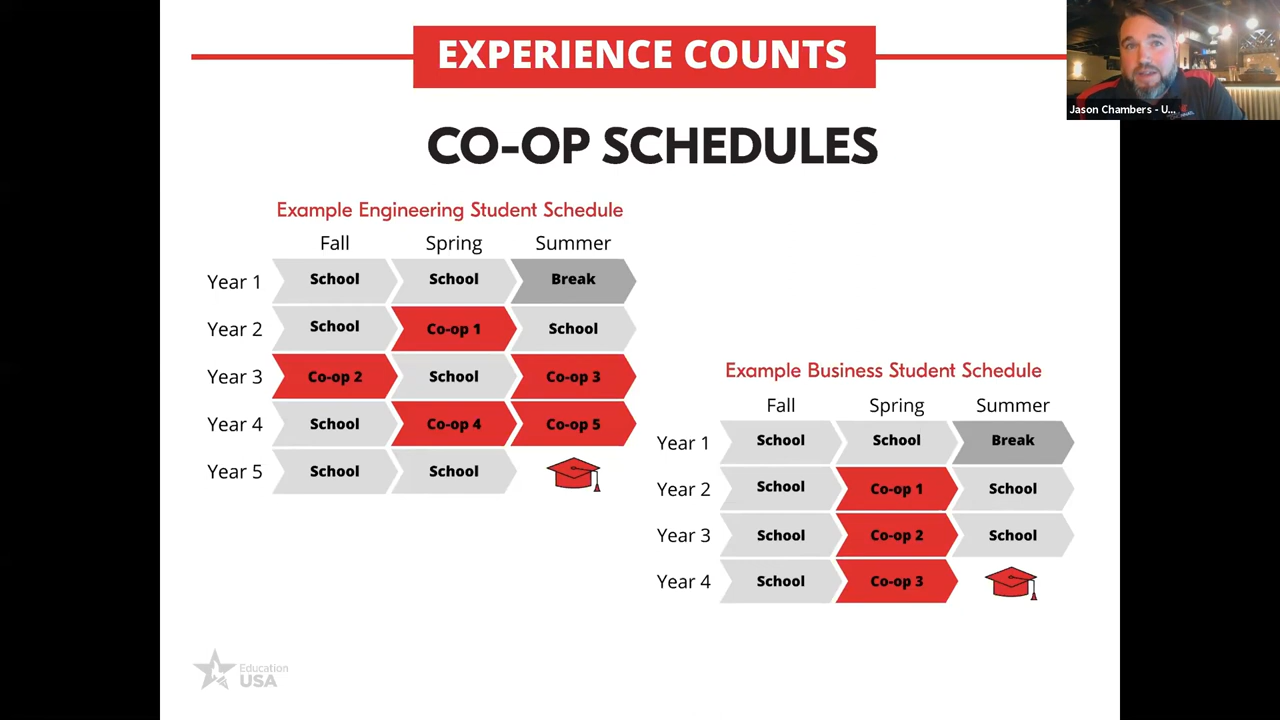 EXPERIENCE COUNTS
Jason Chambers - U...
CO-OP SCHEDULES
Example Engineering Student Schedule
Fall Spring Summer
Year 1 School School Break
Year 2 School Co-op 1 School
Year 3 Co-op 2 School Co-op 3
Year 4 School Co-op 4 Co-op 5
Year 5 School School
Example Business Student Schedule
Fall Spring Summer
Year 1 School School Break
Year 2 School Co-op 1 School
Year 3 School Co-op 2 School
Year 4 School Co-op 3
Education
USA